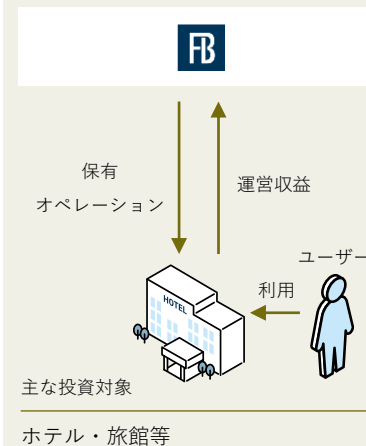 FB
保有
オペレーション
運営収益
ユーザー
利用
HOTEL
主な投資対象
ホテル・旅館等